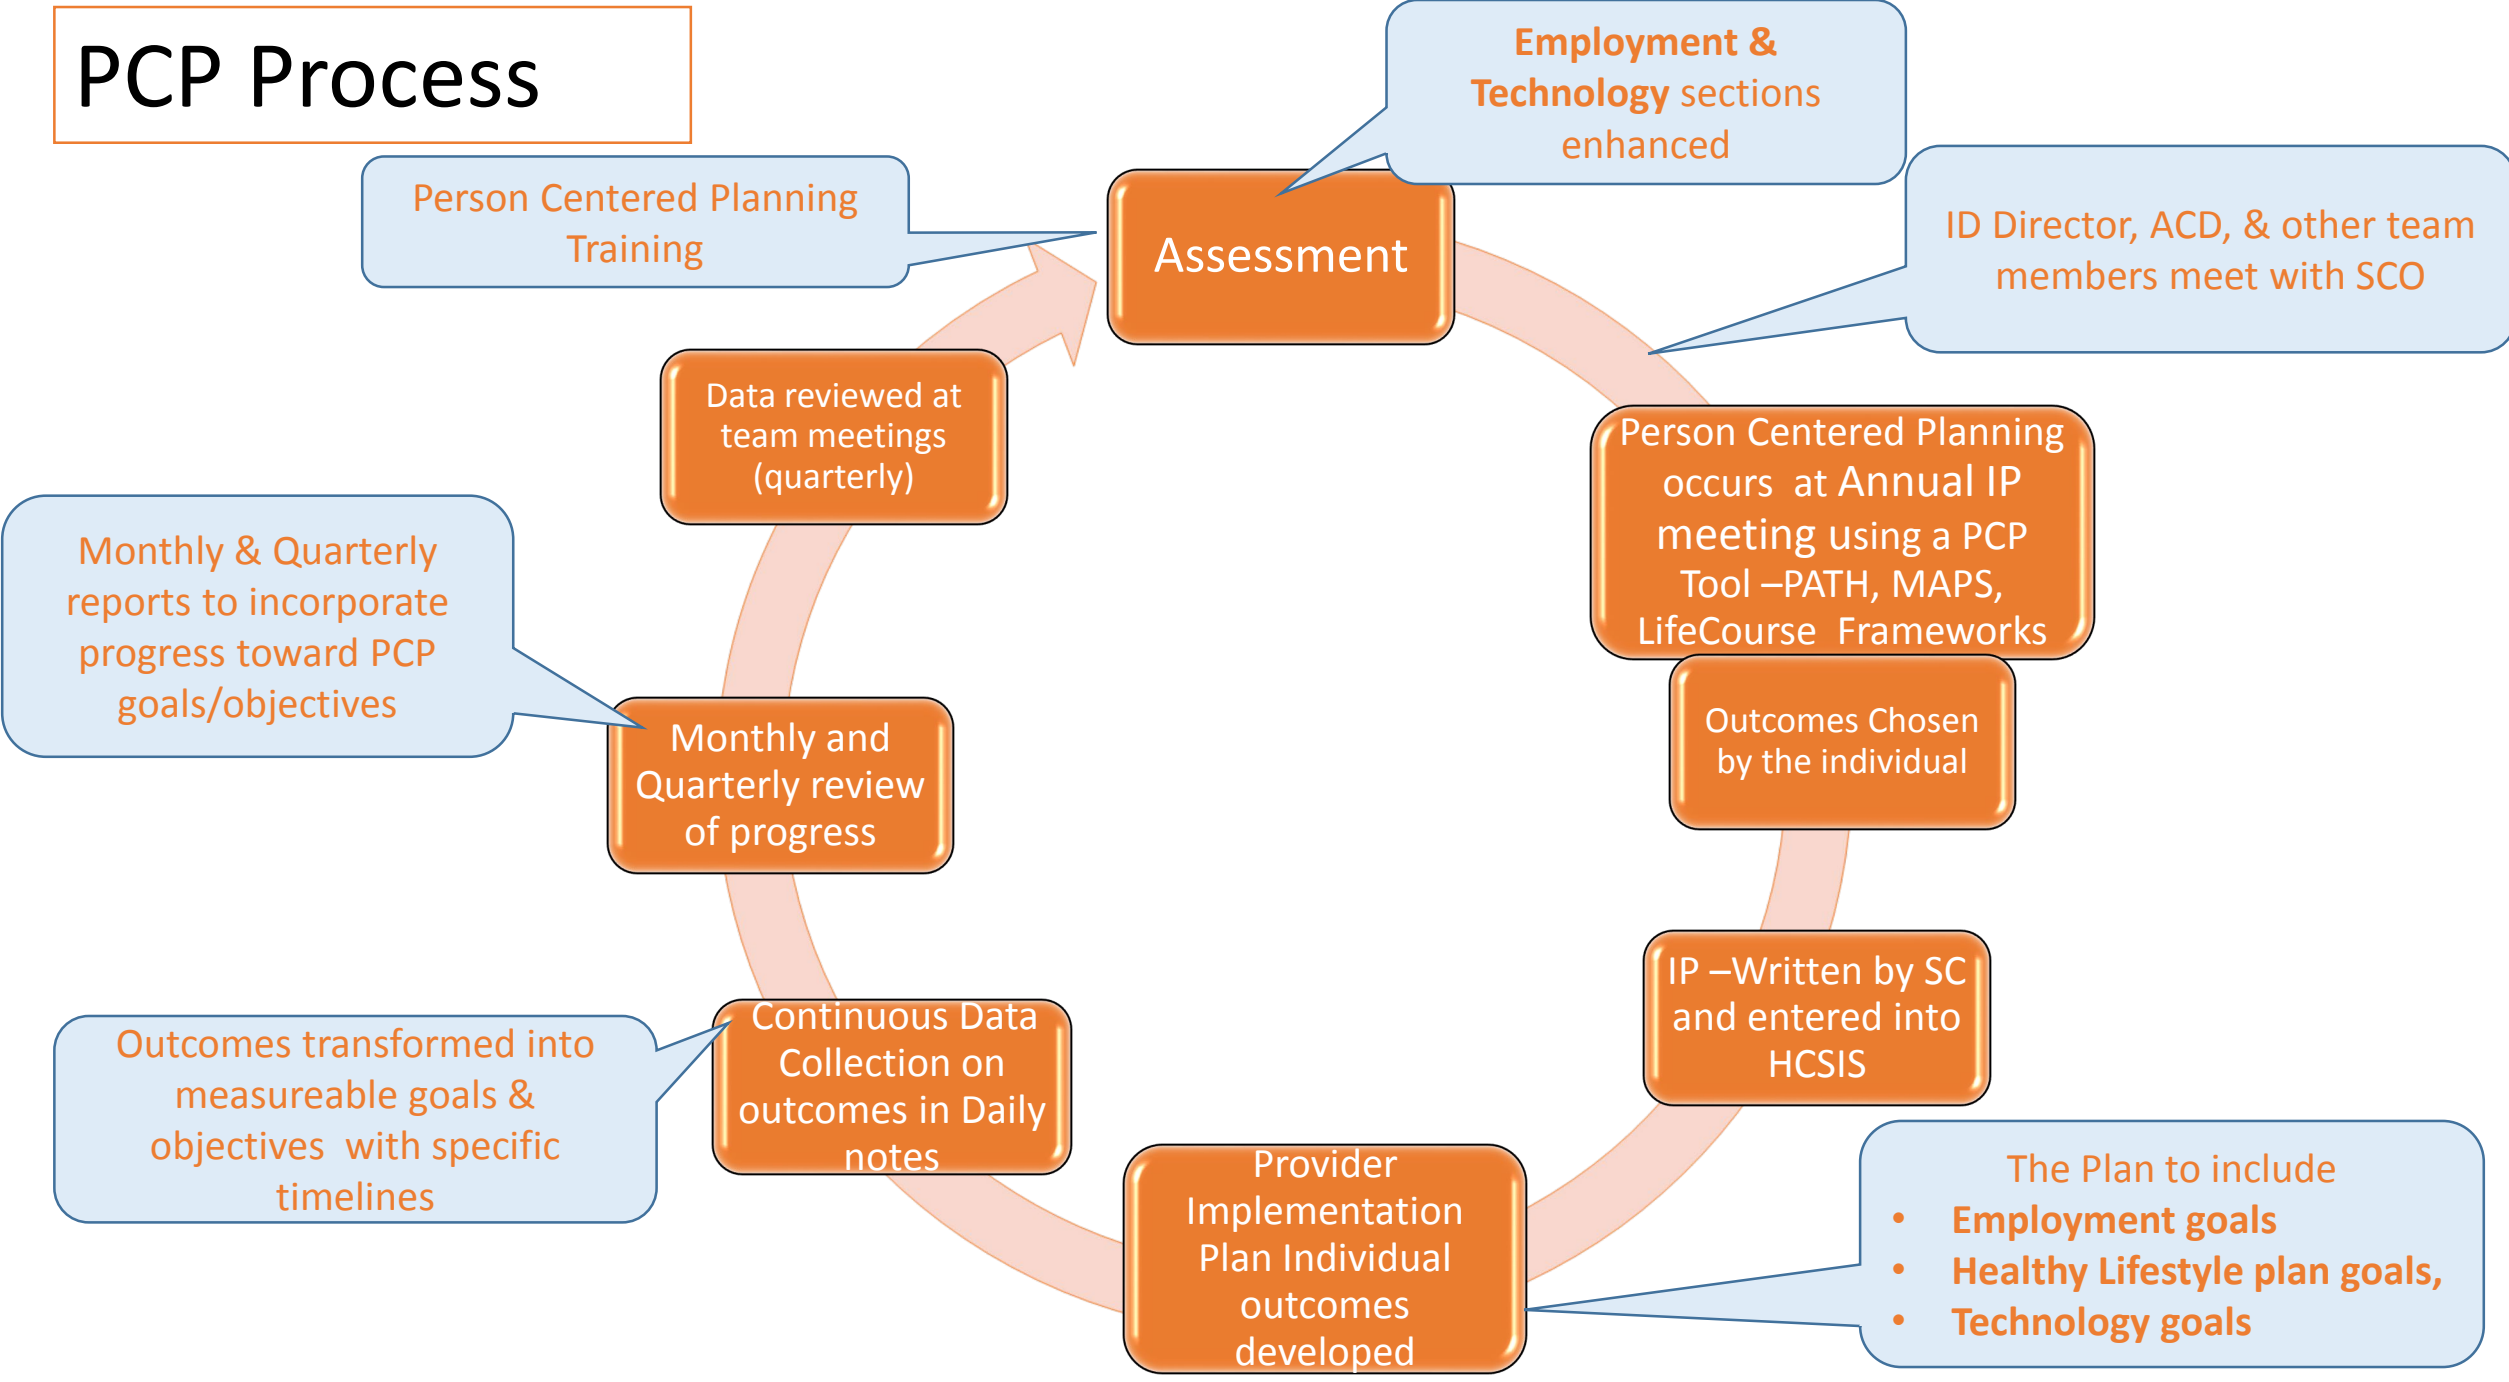 PCP Process
Employment &
Technology sections
enhanced
Person Centered Planning
Training
Assessment
ID Director, ACD, & other team
members meet with SCO
Data reviewed at
team meetings
(quarterly)
Person Centered Planning
occurs  at Annual IP
meeting using a PCP
Tool –PATH, MAPS,
LifeCourse  Frameworks
Monthly & Quarterly
reports to incorporate
progress toward PCP
goals/objectives
Outcomes Chosen
by the individual
Monthly and
Quarterly review
of progress
IP –Written by SC
and entered into
HCSIS
Continuous Data
Collection on
outcomes in Daily
notes
Outcomes transformed into
measureable goals &
objectives  with specific
timelines
Provider
Implementation
Plan Individual
outcomes
developed
The Plan to include
• Employment goals
• Healthy Lifestyle plan goals,
• Technology goals